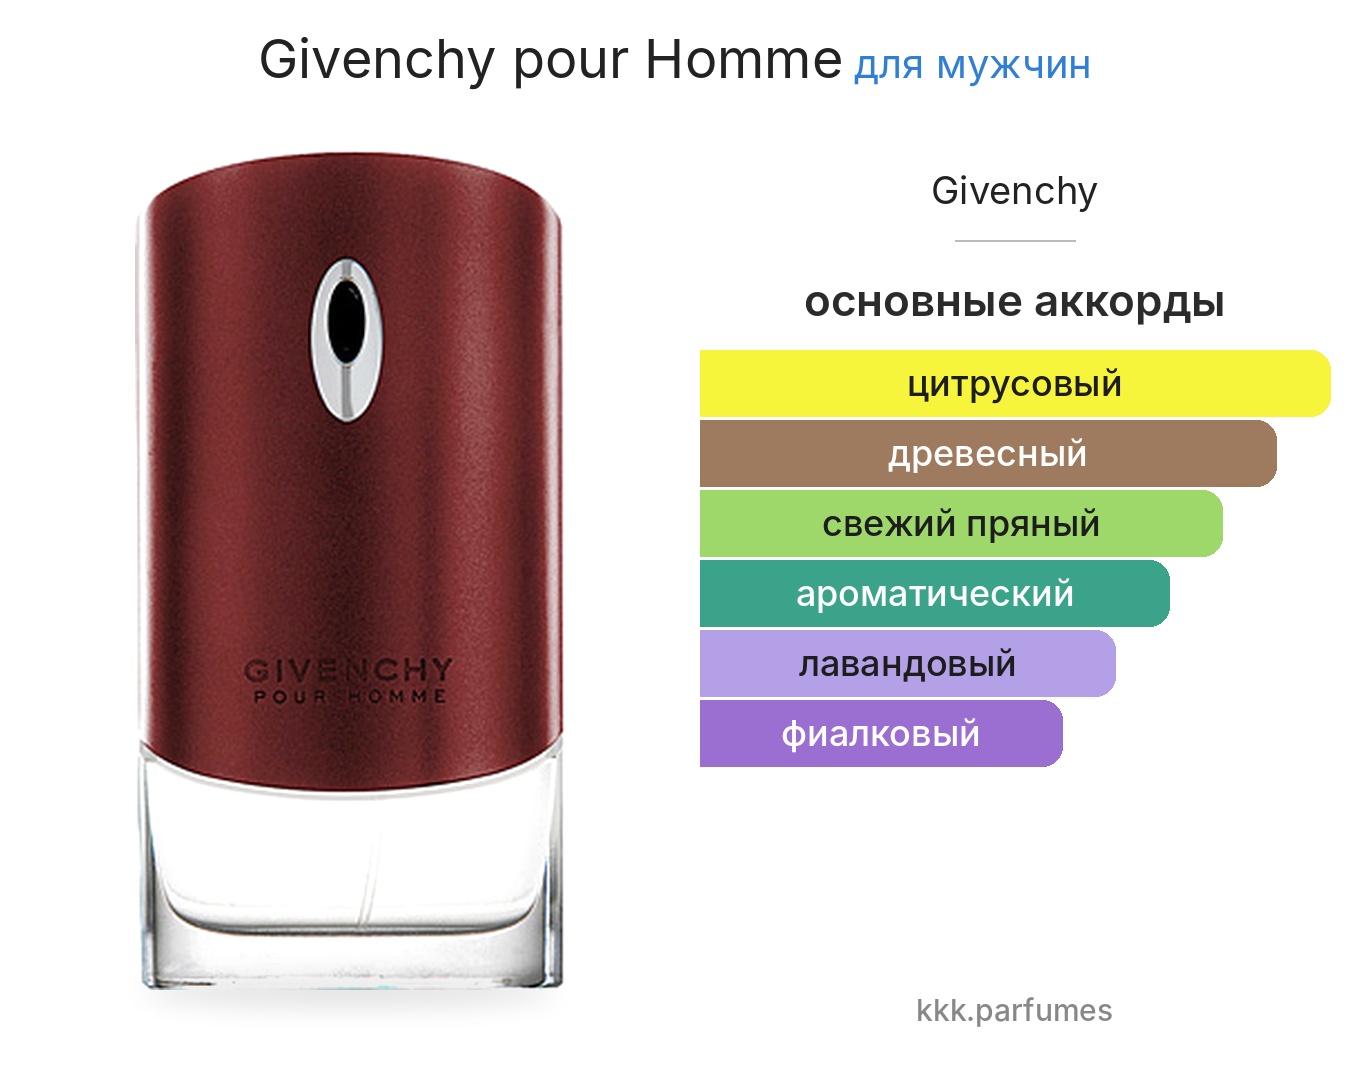 Givenchy pour Homme для мужчин
GIVENCHY
POUR HOMME
Givenchy
основные аккорды
цитрусовый
древесный
свежий пряный
ароматический
лавандовый
фиалковый
kkk.parfumes